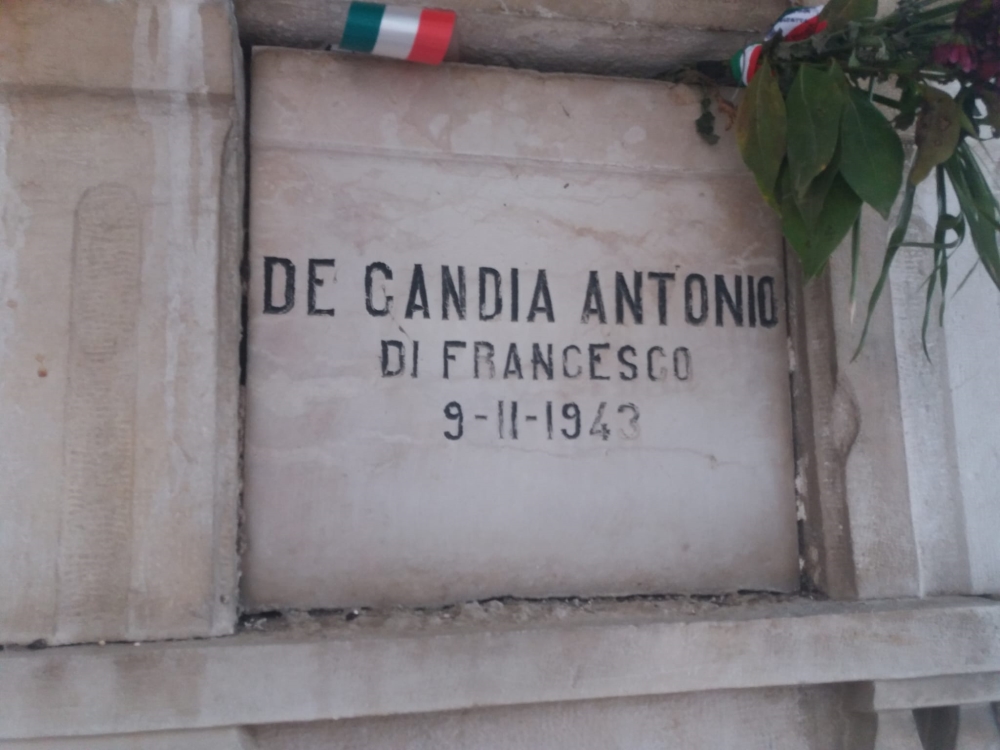 DE CANDIA ANTONIO
DI FRANCESCO
9-11-1943